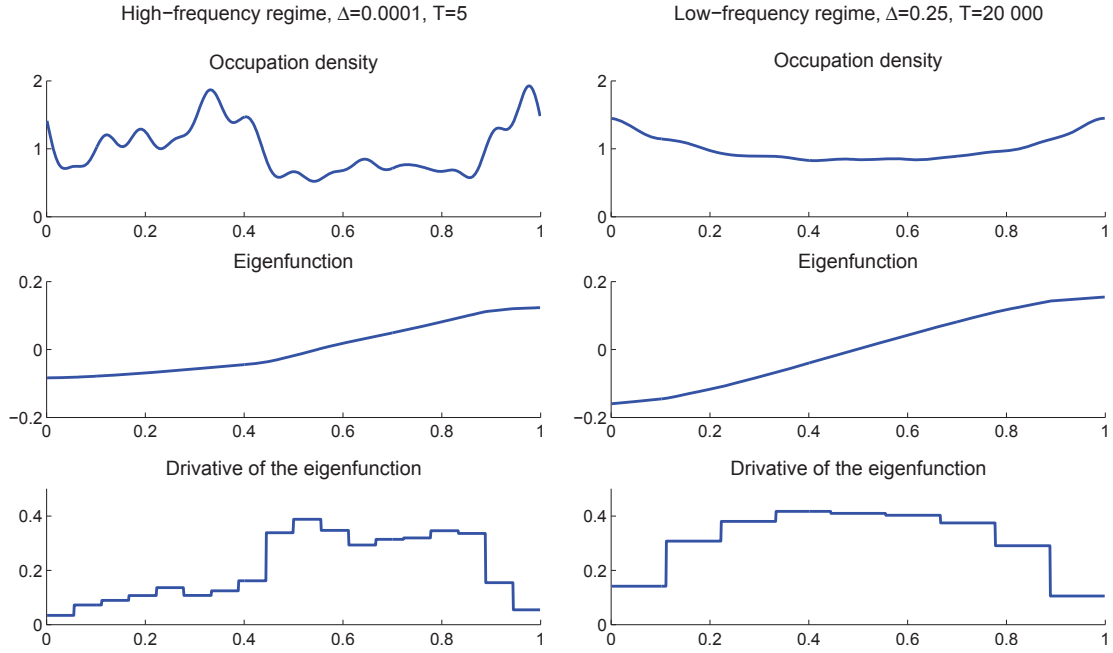 High−frequency regime, Δ=0.0001, T=5
Low−frequency regime, Δ=0.25, T=20 000
Occupation density
2
1
0
0 0.2 0.4 0.6 0.8 1
Occupation density
2
1
0
0 0.2 0.4 0.6 0.8 1
Eigenfunction
0.2
0
−0.2
0 0.2 0.4 0.6 0.8 1
Eigenfunction
0.2
0
−0.2
0 0.2 0.4 0.6 0.8 1
Drivative of the eigenfunction
0.4
0.2
0
0 0.2 0.4 0.6 0.8 1
Drivative of the eigenfunction
0.4
0.2
0
0 0.2 0.4 0.6 0.8 1